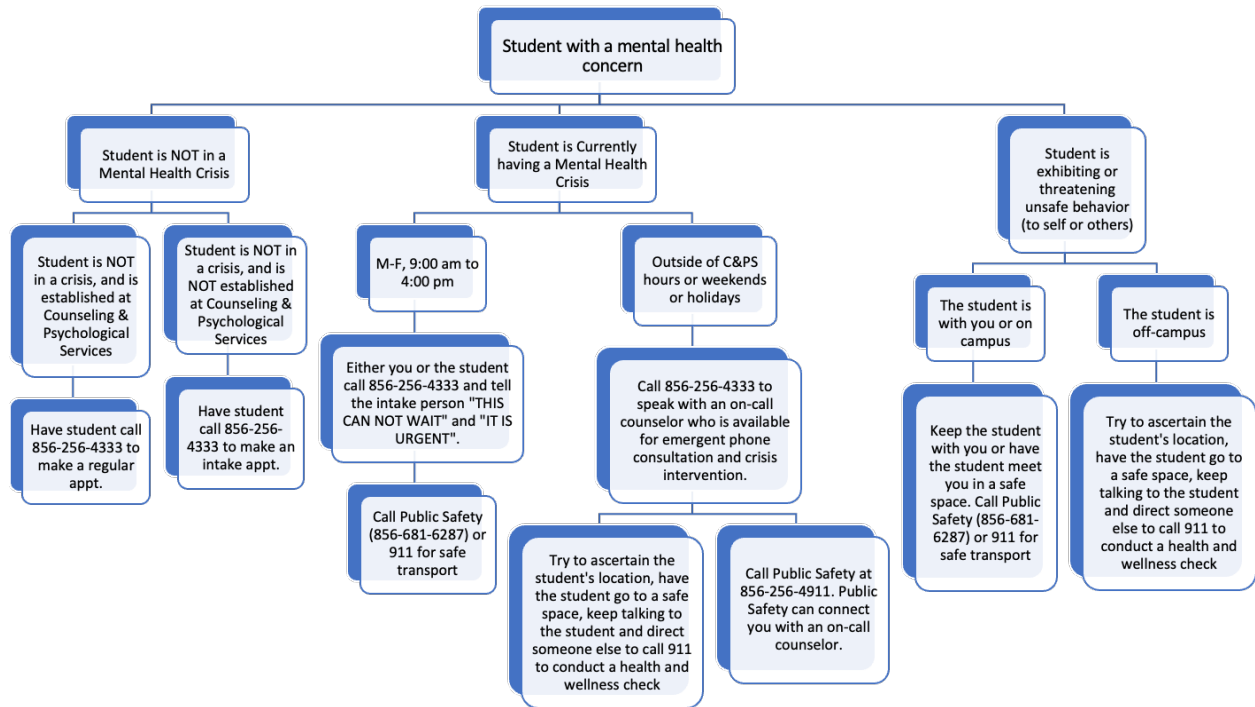 Student with a mental health
concern
Student is NOT in a
Mental Health Crisis
Student is NOT
in a crisis, and is
established at
Counseling &
Psychological
Services
Have student call
856-256-4333 to
make a regular
appt.
Student is NOT in
a crisis, and is
NOT established
at Counseling &
Psychological
Services
Have student
call 856-256-
4333 to make an
intake appt.
Student is Currently
having a Mental Health
Crisis
M-F, 9:00 am to
4:00 pm
Either you or the student
call 856-256-4333 and tell
the intake person "THIS
CAN NOT WAIT" and "IT IS
URGENT".
Call Public Safety
(856-681-6287) or
911 for safe
transport
Outside of C&PS
hours or weekends
or holidays
Call 856-256-4333 to
speak with an on-call
counselor who is available
for emergent phone
consultation and crisis
intervention.
Try to ascertain the
student's location, have
the student go to a safe
space, keep talking to
the student and direct
someone else to call 911
to conduct a health and
wellness check
Call Public Safety at
856-256-4911. Public
Safety can connect
you with an on-call
counselor.
Student is
exhibiting or
threatening
unsafe behavior
(to self or others)
The student is
with you or on
campus
Keep the student
with you or have
the student meet
you in a safe
space. Call Public
Safety (856-681-
6287) or 911 for
safe transport
The student is
off-campus
Try to ascertain the
student's location,
have the student go to
a safe space, keep
talking to the student
and direct someone
else to call 911 to
conduct a health and
wellness check